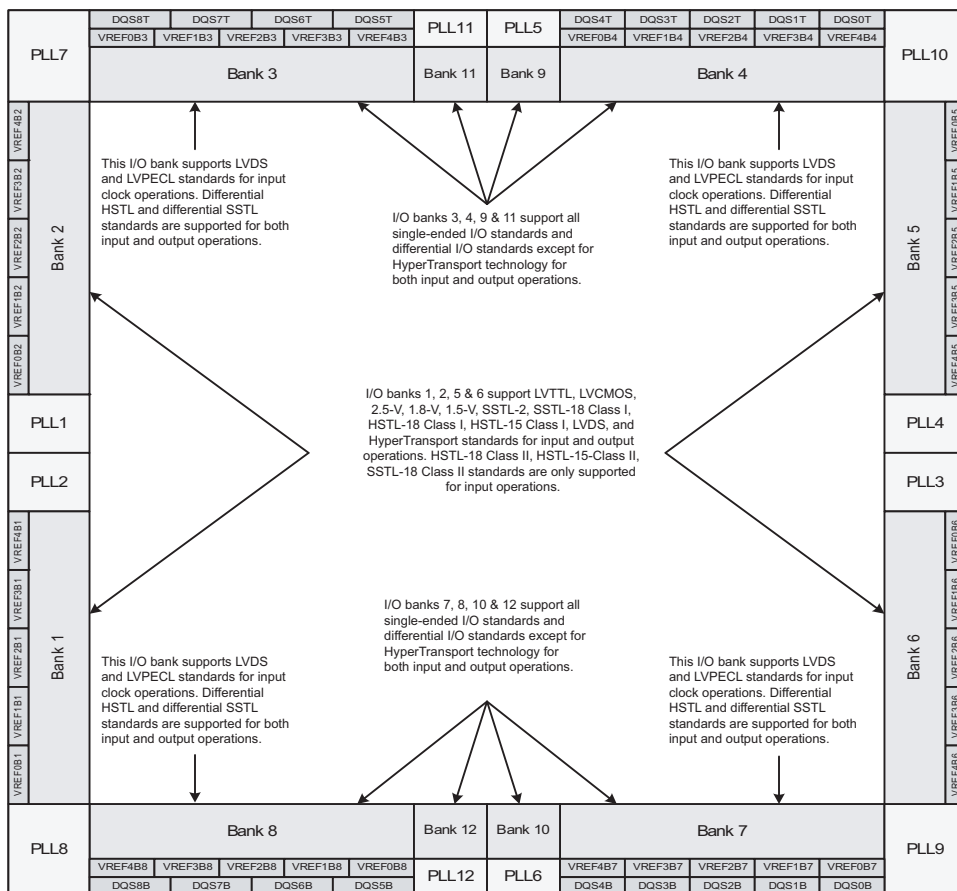 DQS8T DQS7T DQS6T DQS5T
PLL11 PLL5
DQS4T DQS3T DQS2T DQS1T DQS0T
PLL7
VREF0B3 VREF1B3 VREF2B3 VREF3B3 VREF4B3
VREF0B4 VREF1B4 VREF2B4 VREF3B4 VREF4B4
PLL10
Bank 3
Bank 11
Bank 9
Bank 4
VREF4B2
VREF3B2
VREF2B2
VREF1B2
VREF0B2
Bank 2
This I/O bank supports LVDS
and LVPECL standards for input
clock operations. Differential
HSTL and differential SSTL
standards are supported for both
input and output operations.
I/O banks 3, 4, 9 & 11 support all
single-ended I/O standards and
differential I/O standards except for
HyperTransport technology for
both input and output operations.
This I/O bank supports LVDS
and LVPECL standards for input
clock operations. Differential
HSTL and differential SSTL
standards are supported for both
input and output operations.
Bank 5
VREF0B5
VREF1B5
VREF2B5
VREF3B5
VREF4B5
PLL1
PLL2
I/O banks 1, 2, 5 & 6 support LVTTL, LVCMOS,
2.5-V, 1.8-V, 1.5-V, SSTL-2, SSTL-18 Class I,
HSTL-18 Class I, HSTL-15 Class I, LVDS, and
HyperTransport standards for input and output
operations. HSTL-18 Class II, HSTL-15-Class II,
SSTL-18 Class II standards are only supported
for input operations.
PLL4
PLL3
VREF4B1
VREF3B1
VREF2B1
VREF1B1
VREF0B1
Bank 1
I/O banks 7, 8, 10 & 12 support all
single-ended I/O standards and
differential I/O standards except for
HyperTransport technology for
both input and output operations.
This I/O bank supports LVDS
and LVPECL standards for input
clock operations. Differential
HSTL and differential SSTL
standards are supported for both
input and output operations.
This I/O bank supports LVDS
and LVPECL standards for input
clock operations. Differential
HSTL and differential SSTL
standards are supported for both
input and output operations.
Bank 6
VREF0B6
VREF1B6
VREF2B6
VREF3B6
VREF4B6
PLL8
Bank 8
Bank 12
Bank 10
Bank 7
PLL9
VREF4B8 VREF3B8 VREF2B8 VREF1B8 VREF0B8
PLL12 PLL6
VREF4B7 VREF3B7 VREF2B7 VREF1B7 VREF0B7
DQS8B DQS7B DQS6B DQS5B
DQS4B DQS3B DQS2B DQS1B DQS0B